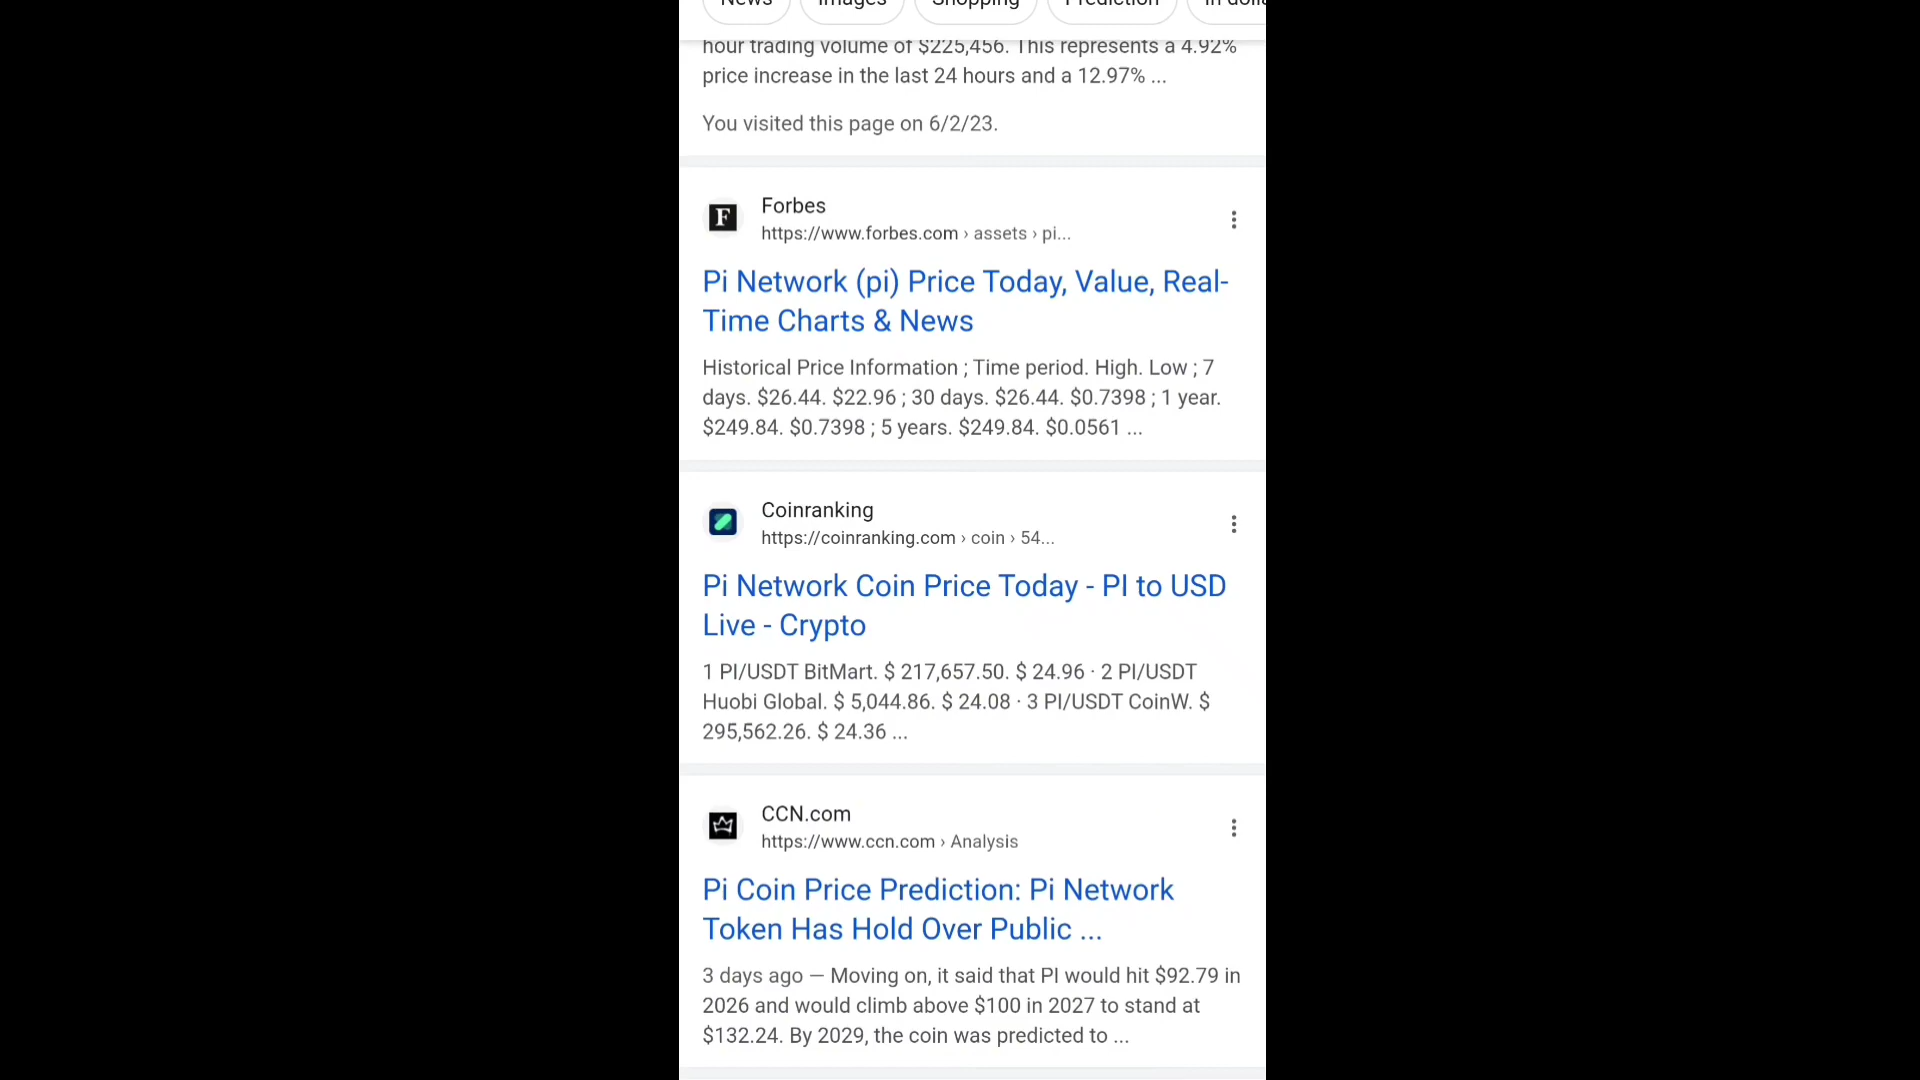 News Images Shopping Prediction In dolla
hour trading volume of $225,456. This represents a 4.92%
price increase in the last 24 hours and a 12.97% ...
You visited this page on 6/2/23.
Forbes
https://www.forbes.com › assets › pi...
Pi Network (pi) Price Today, Value, Real-
Time Charts & News
Historical Price Information ; Time period. High. Low ; 7
days. $26.44. $22.96 ; 30 days. $26.44. $0.7398 ; 1 year.
$249.84. $0.7398 ; 5 years. $249.84. $0.0561 ...
Coinranking
https://coinranking.com › coin › 54...
Pi Network Coin Price Today - PI to USD
Live - Crypto
1 PI/USDT BitMart. $ 217,657.50. $ 24.96 · 2 PI/USDT
Huobi Global. $ 5,044.86. $ 24.08 · 3 PI/USDT CoinW. $
295,562.26. $ 24.36 ...
CCN.com
https://www.ccn.com › Analysis
Pi Coin Price Prediction: Pi Network
Token Has Hold Over Public ...
3 days ago — Moving on, it said that PI would hit $92.79 in
2026 and would climb above $100 in 2027 to stand at
$132.24. By 2029, the coin was predicted to ...